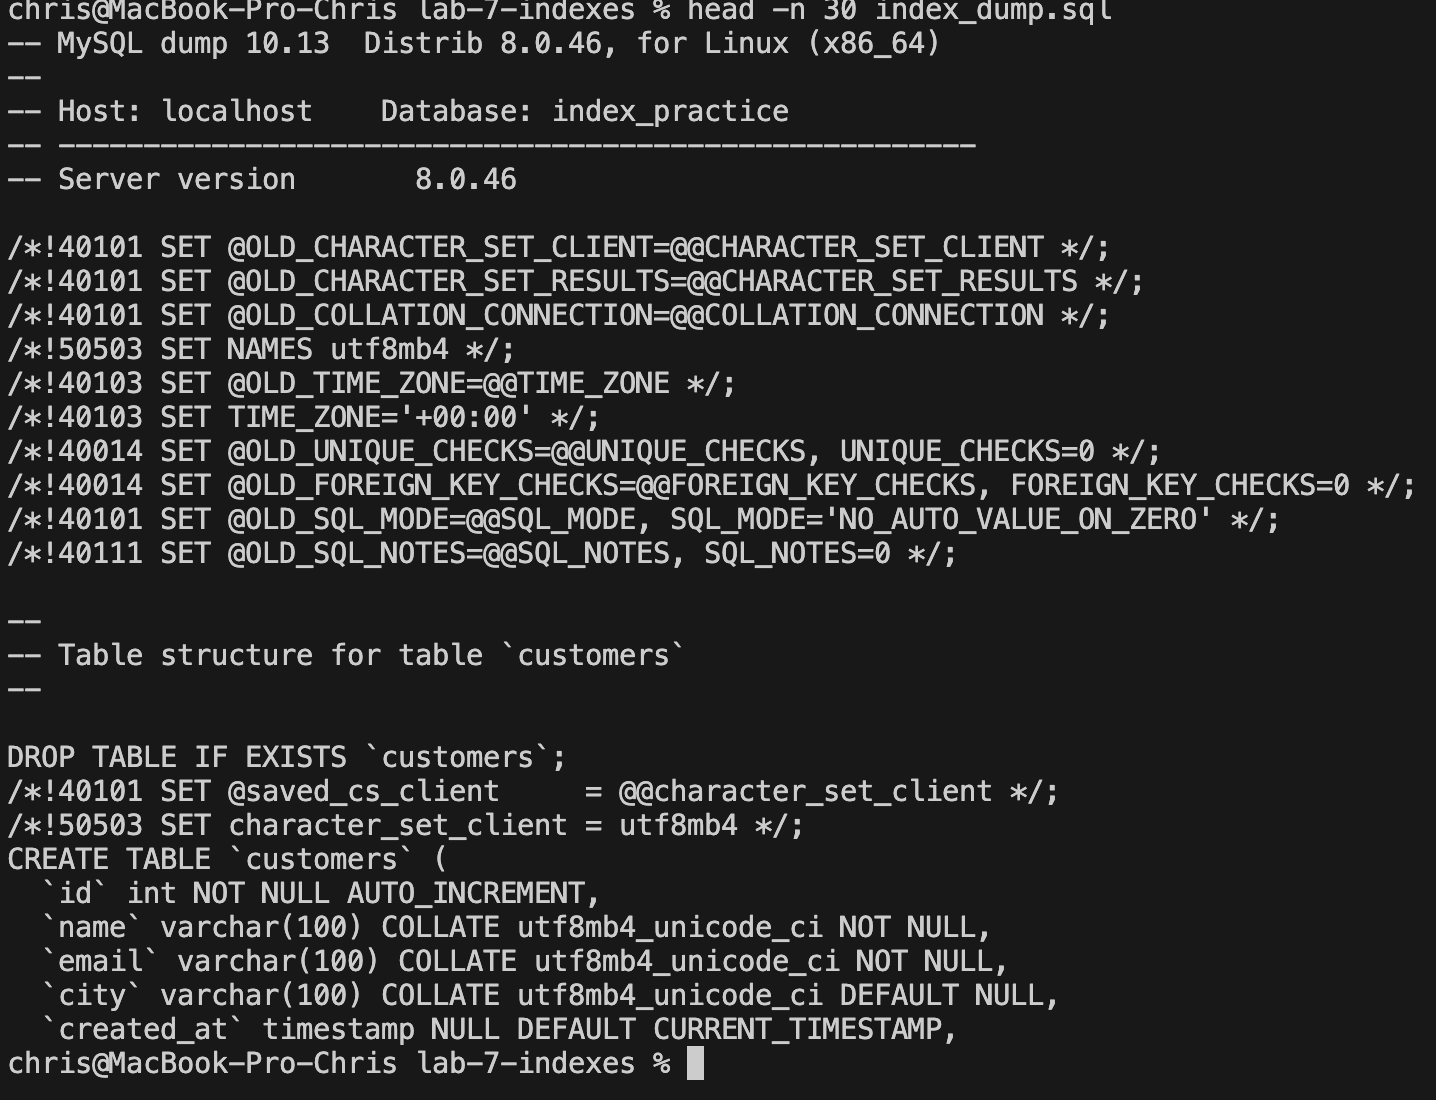 chris@MacBook-Pro-Chris lab-7-indexes % head -n 30 index_dump.sql
-- MySQL dump 10.13  Distrib 8.0.46, for Linux (x86_64)
--
-- Host: localhost    Database: index_practice
-- ------------------------------------------------------
-- Server version       8.0.46

/*!40101 SET @OLD_CHARACTER_SET_CLIENT=@@CHARACTER_SET_CLIENT */;
/*!40101 SET @OLD_CHARACTER_SET_RESULTS=@@CHARACTER_SET_RESULTS */;
/*!40101 SET @OLD_COLLATION_CONNECTION=@@COLLATION_CONNECTION */;
/*!50503 SET NAMES utf8mb4 */;
/*!40103 SET @OLD_TIME_ZONE=@@TIME_ZONE */;
/*!40103 SET TIME_ZONE='+00:00' */;
/*!40014 SET @OLD_UNIQUE_CHECKS=@@UNIQUE_CHECKS, UNIQUE_CHECKS=0 */;
/*!40014 SET @OLD_FOREIGN_KEY_CHECKS=@@FOREIGN_KEY_CHECKS, FOREIGN_KEY_CHECKS=0 */;
/*!40101 SET @OLD_SQL_MODE=@@SQL_MODE, SQL_MODE='NO_AUTO_VALUE_ON_ZERO' */;
/*!40111 SET @OLD_SQL_NOTES=@@SQL_NOTES, SQL_NOTES=0 */;

--
-- Table structure for table `customers`
--

DROP TABLE IF EXISTS `customers`;
/*!40101 SET @saved_cs_client     = @@character_set_client */;
/*!50503 SET character_set_client = utf8mb4 */;
CREATE TABLE `customers` (
  `id` int NOT NULL AUTO_INCREMENT,
  `name` varchar(100) COLLATE utf8mb4_unicode_ci NOT NULL,
  `email` varchar(100) COLLATE utf8mb4_unicode_ci NOT NULL,
  `city` varchar(100) COLLATE utf8mb4_unicode_ci DEFAULT NULL,
  `created_at` timestamp NULL DEFAULT CURRENT_TIMESTAMP,
chris@MacBook-Pro-Chris lab-7-indexes %